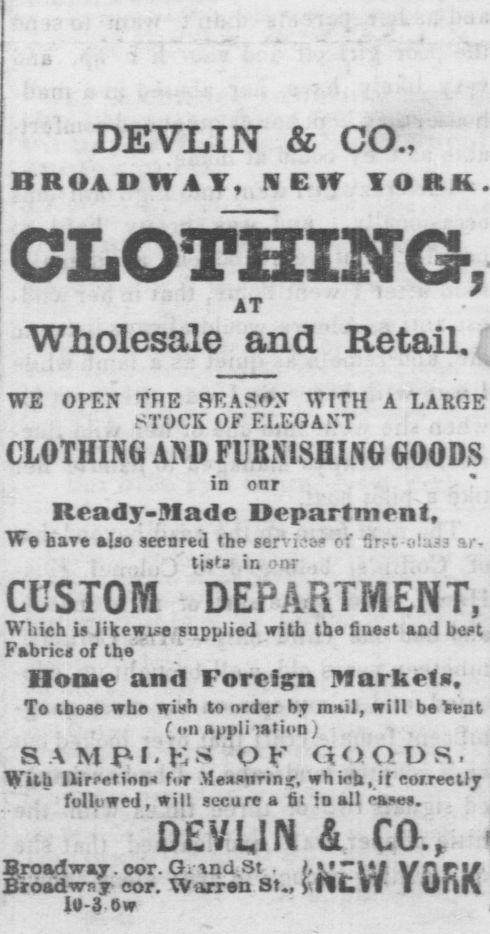 DEVLIN & CO.,
BROADWAY, NEW YORK.
CLOTHING,
AT
Wholesale and Retail.
WE OPEN THE SEASON WITH A LARGE
STOCK OF ELEGANT
CLOTHING AND FURNISHING GOODS
in our
Ready-Made Department,
We have also secured the services of first-class ar-
tists in our
CUSTOM DEPARTMENT,
Which is likewise supplied with the finest and best
Fabrics of the
Home and Foreign Markets.
To those who wish to order by mail, will be sent
(on application)
SAMPLES OF GOODS,
With Directions for Measuring, which, if correctly
followed, will secure a fit in all cases.
DEVLIN & CO.,
Broadway. cor. Grand St
Broadway cor. Warren St., } NEW YORK
10-3 6w